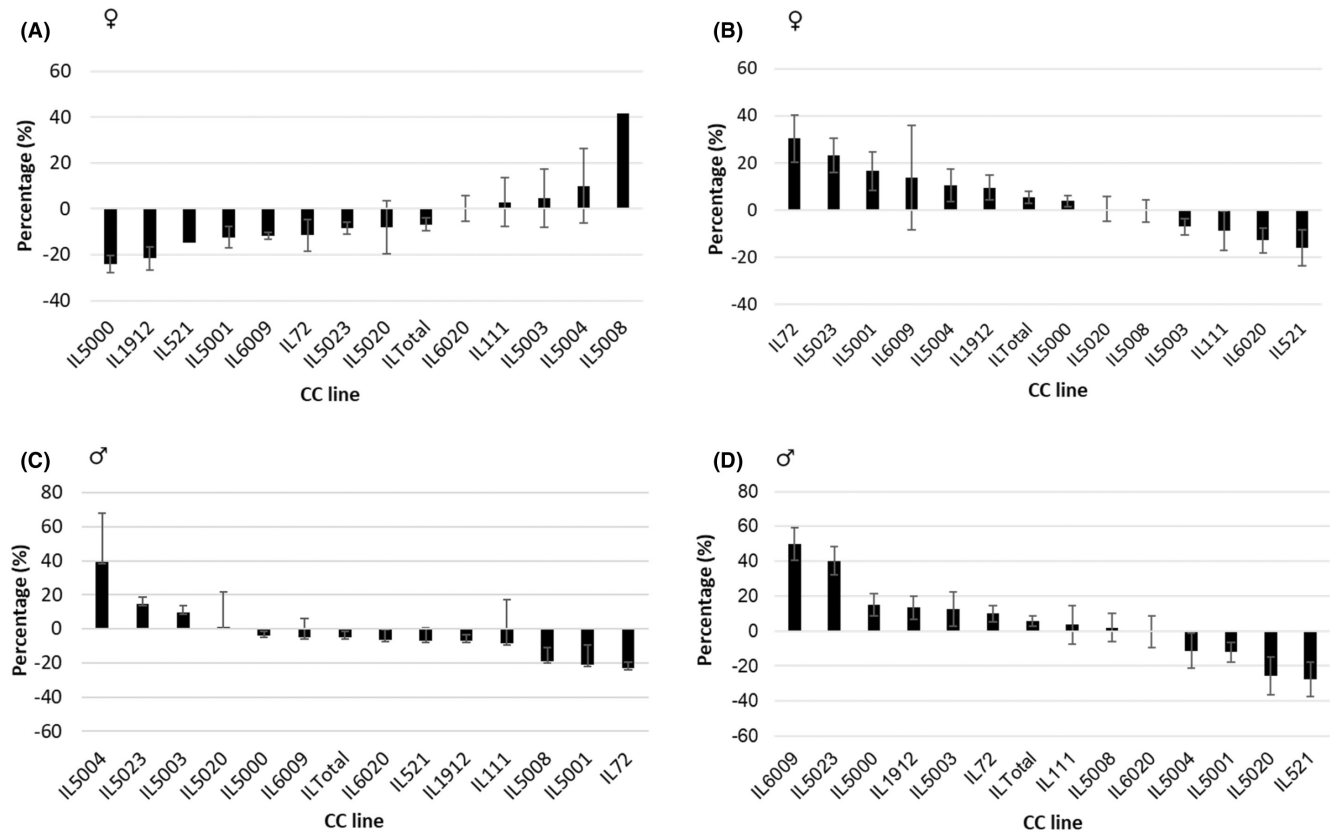 (A) ♀
60
40
20
0
-20
-40
Percentage (%)
IL5000 IL1912 IL521 IL5001 IL6009 IL72 IL5023 IL5020 ILTotal IL6020 IL111 IL5003 IL5004 IL5008
CC line
(B) ♀
60
40
20
0
-20
-40
Percentage (%)
IL72 IL5023 IL5001 IL6009 IL5004 IL1912 ILTotal IL5000 IL5020 IL5008 IL5003 IL111 IL6020 IL521
CC line
(C) ♂
80
60
40
20
0
-20
-40
-60
Percentage (%)
IL5004 IL5023 IL5003 IL5020 IL5000 IL6009 ILTotal IL6020 IL521 IL1912 IL111 IL5008 IL5001 IL72
CC line
(D) ♂
80
60
40
20
0
-20
-40
-60
Percentage (%)
IL6009 IL5023 IL5000 IL1912 IL5003 IL72 ILTotal IL111 IL5008 IL6020 IL5004 IL5001 IL5020 IL521
CC line